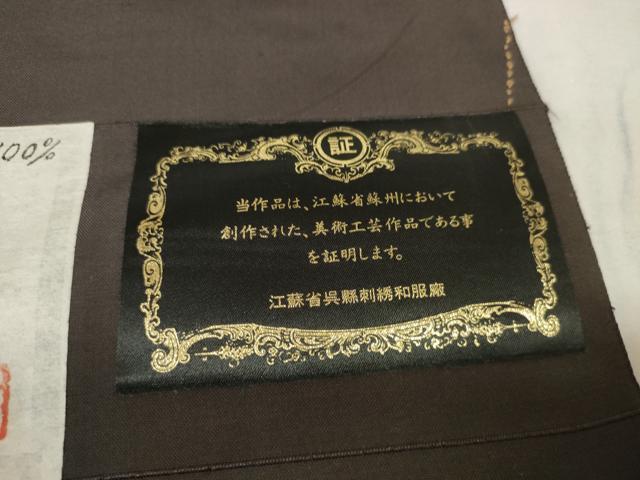 証
当作品は、江蘇省蘇州において
創作された、美術工芸作品である事
を証明します。
江蘇省呉縣刺綉和服廠
00%